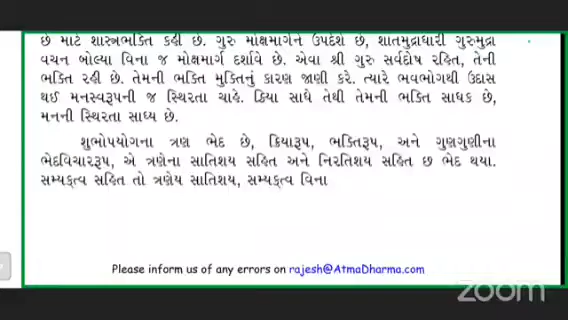 છે માટે શાસ્ત્રભક્તિ કહી છે. ગુરુ મોક્ષમાર્ગને ઉપદેશે છે, શાતમુદ્રાધારી ગુરુમુદ્રા
વચન બોલ્યા વિના જ મોક્ષમાર્ગ દર્શાવે છે. એવા શ્રી ગુરુ સર્વદોષ રહિત, તેની
ભક્તિ રહી છે. તેમની ભક્તિ મુક્તિનું કારણ જાણી કરે. ત્યારે ભવભોગથી ઉદાસ
થઈ મનસ્વરૂપની જ સ્થિરતા ચાહે. ક્રિયા સાધે તેથી તેમની ભક્તિ સાધક છે,
મનની સ્થિરતા સાધ્ય છે.
શુભોપયોગના ત્રણ ભેદ છે, ક્રિયારૂપ, ભક્તિરૂપ, અને ગુણગુણીના
ભેદવિચારરૂપ, એ ત્રણેના સાતિશય સહિત અને નિરતિશય સહિત છ ભેદ થયા.
સમ્યક્ત્વ સહિત તો ત્રણેય સાતિશય, સમ્યક્ત્વ વિના
Please inform us of any errors on rajesh@AtmaDharma.com
zoom